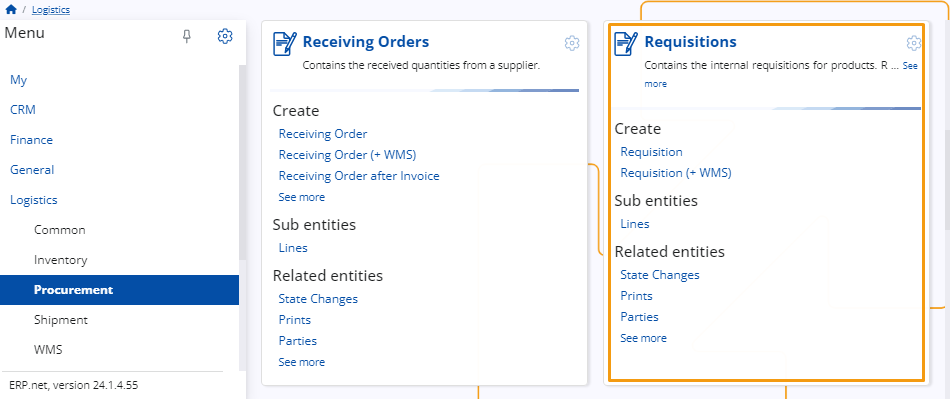 / Logistics
Menu
My
CRM
Finance
General
Logistics
Common
Inventory
Procurement
Shipment
WMS
ERP.net, version 24.1.4.55
Receiving Orders
Contains the received quantities from a supplier.
Create
Receiving Order
Receiving Order (+ WMS)
Receiving Order after Invoice
See more
Sub entities
Lines
Related entities
State Changes
Prints
Parties
See more
Requisitions
Contains the internal requisitions for products. R ... See
more
Create
Requisition
Requisition (+ WMS)
Sub entities
Lines
Related entities
State Changes
Prints
Parties
See more